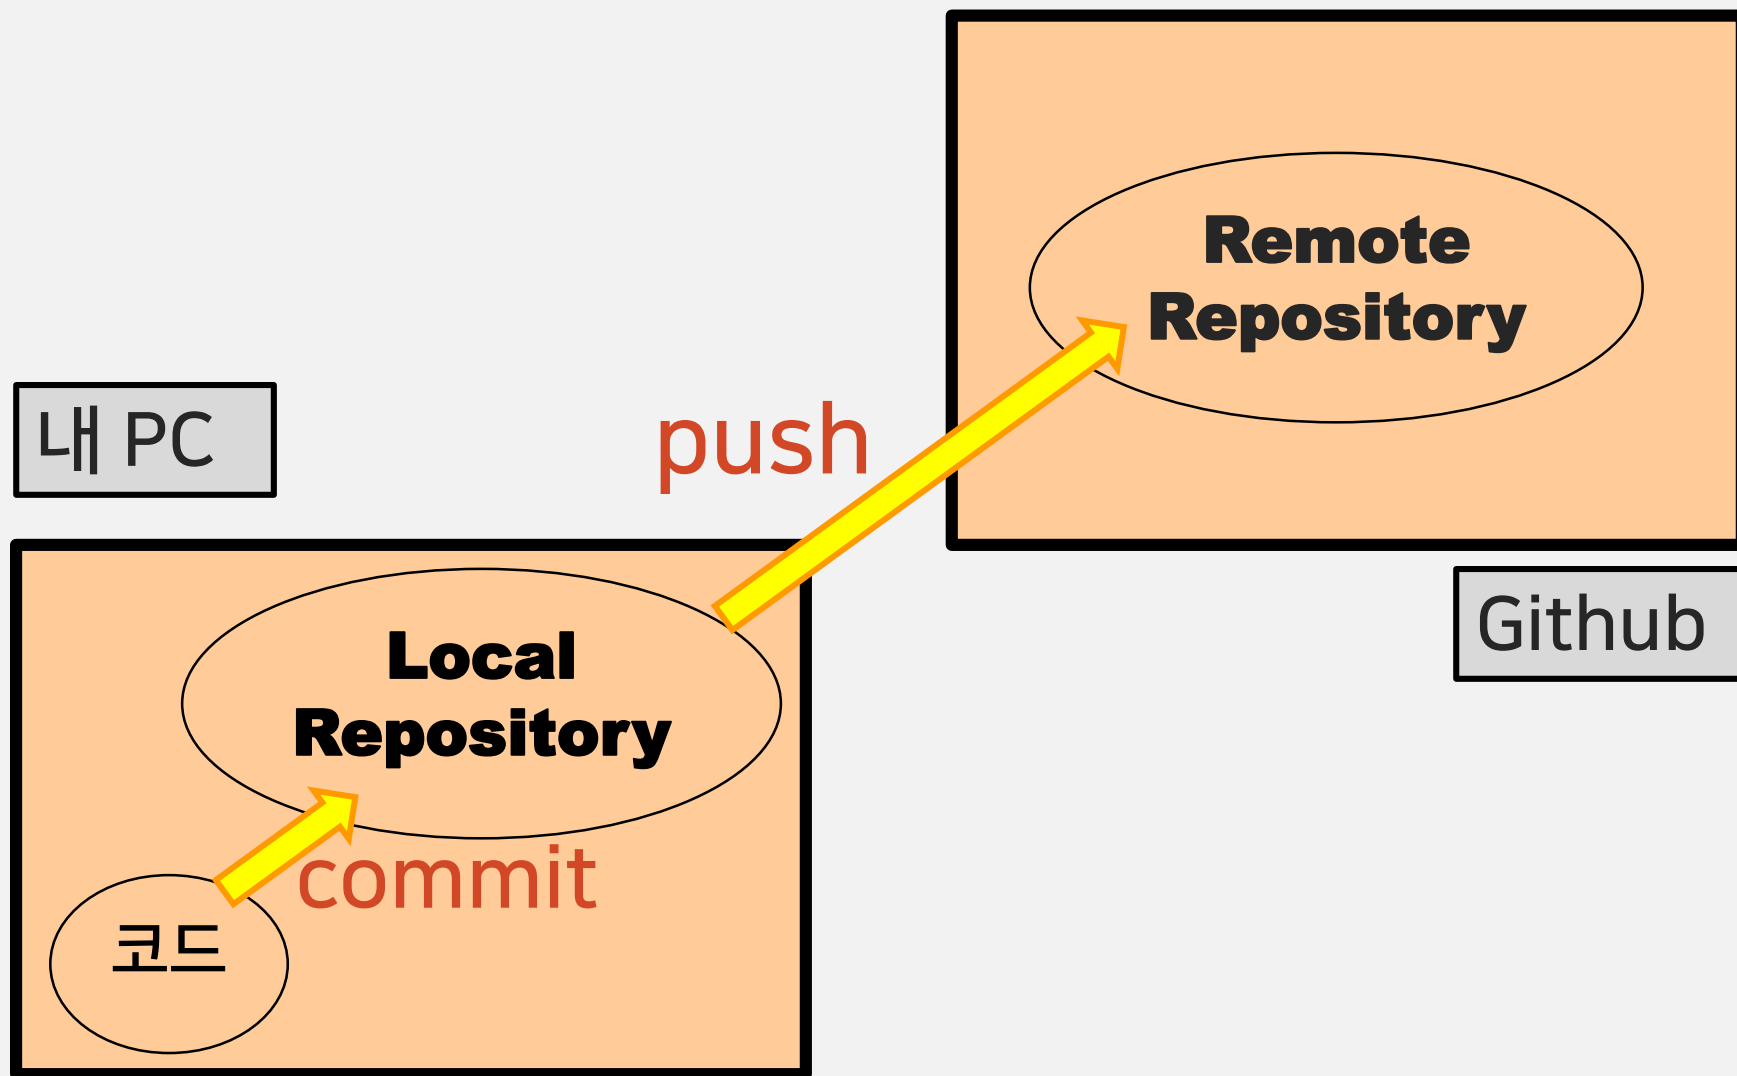 Remote
Repository
내 PC
push
Github
Local
Repository
commit
코드